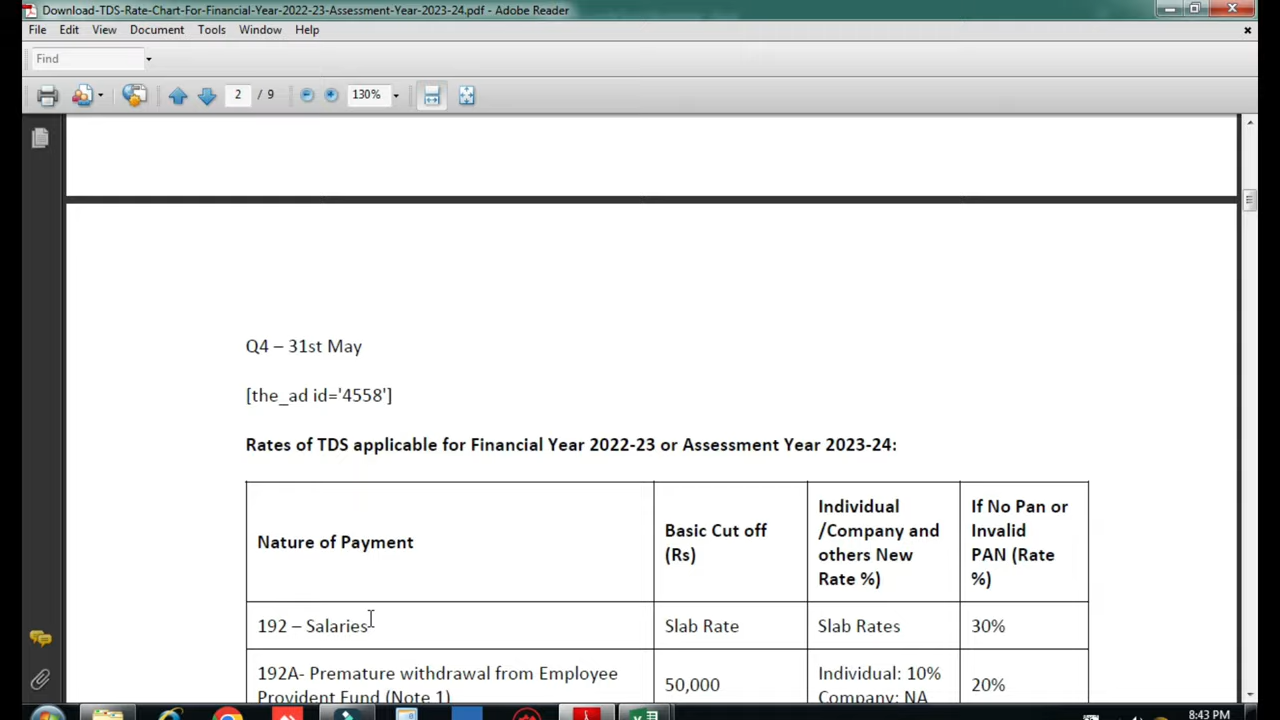 Download-TDS-Rate-Chart-For-Financial-Year-2022-23-Assessment-Year-2023-24.pdf - Adobe Reader
File Edit View Document Tools Window Help
Find
2 / 9 130%
Q4 – 31st May
[the_ad id='4558']
Rates of TDS applicable for Financial Year 2022-23 or Assessment Year 2023-24:
Nature of Payment
Basic Cut off
(Rs)
Individual
/Company and
others New
Rate %)
If No Pan or
Invalid
PAN (Rate
%)
192 – Salaries
Slab Rate
Slab Rates
30%
192A- Premature withdrawal from Employee
Provident Fund (Note 1)
50,000
Individual: 10%
Company: NA
20%
8:43 PM